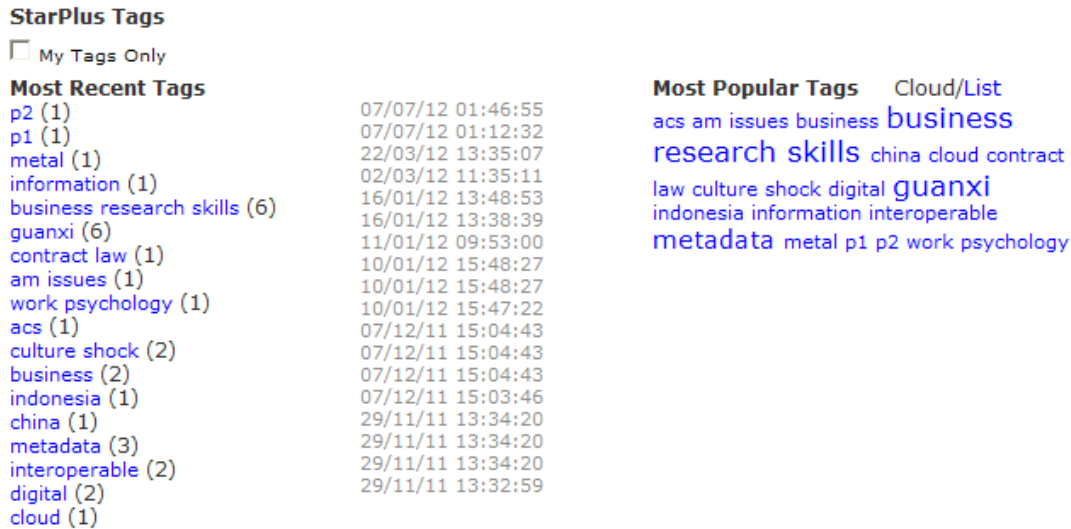 StarPlus Tags
My Tags Only
Most Recent Tags
p2 (1)
p1 (1)
metal (1)
information (1)
business research skills (6)
guanxi (6)
contract law (1)
am issues (1)
work psychology (1)
acs (1)
culture shock (2)
business (2)
indonesia (1)
china (1)
metadata (3)
interoperable (2)
digital (2)
cloud (1)
07/07/12 01:46:55
07/07/12 01:12:32
22/03/12 13:35:07
02/03/12 11:35:11
16/01/12 13:48:53
16/01/12 13:38:39
11/01/12 09:53:00
10/01/12 15:48:27
10/01/12 15:48:27
10/01/12 15:47:22
07/12/11 15:04:43
07/12/11 15:04:43
07/12/11 15:04:43
07/12/11 15:03:46
29/11/11 13:34:20
29/11/11 13:34:20
29/11/11 13:34:20
29/11/11 13:32:59
Most Popular Tags Cloud/List
acs am issues business business
research skills china cloud contract
law culture shock digital guanxi
indonesia information interoperable
metadata metal p1 p2 work psychology